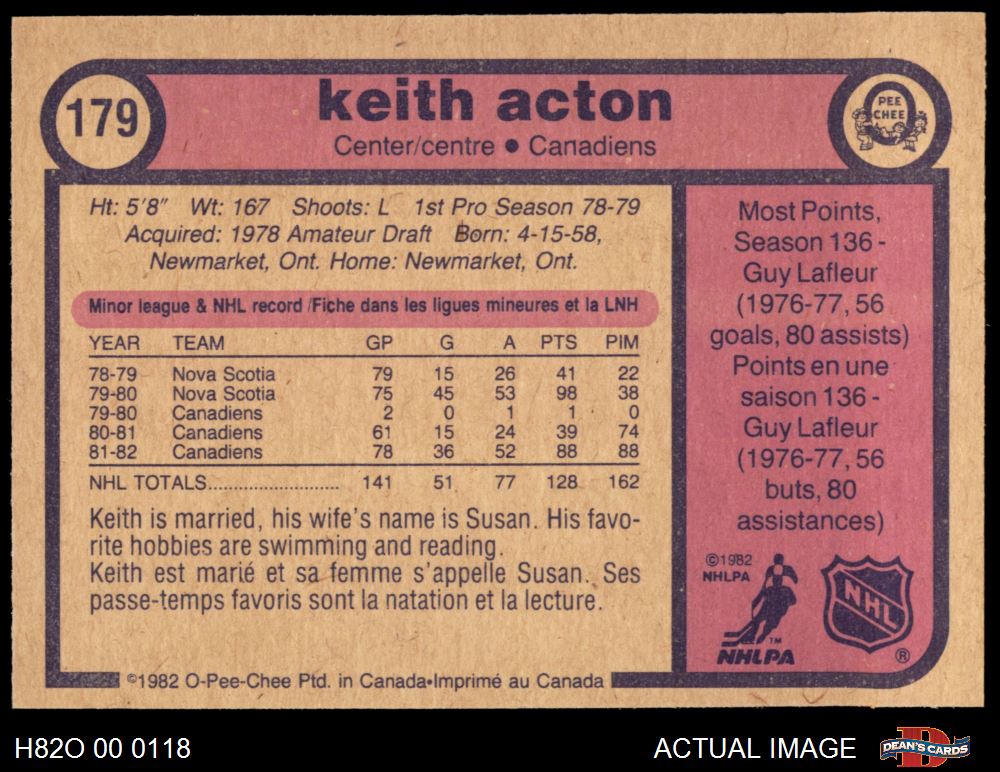 179
keith acton
Center/centre • Canadiens
PEE
CHEE
Ht: 5'8" Wt: 167 Shoots: L 1st Pro Season 78-79
Acquired: 1978 Amateur Draft Born: 4-15-58,
Newmarket, Ont. Home: Newmarket, Ont.
Minor league & NHL record /Fiche dans les ligues mineures et la LNH
YEAR TEAM GP G A PTS PIM
78-79 Nova Scotia 79 15 26 41 22
79-80 Nova Scotia 75 45 53 98 38
79-80 Canadiens 2 0 1 1 0
80-81 Canadiens 61 15 24 39 74
81-82 Canadiens 78 36 52 88 88
NHL TOTALS........................ 141 51 77 128 162
Keith is married, his wife's name is Susan. His favo-
rite hobbies are swimming and reading.
Keith est marié et sa femme s'appelle Susan. Ses
passe-temps favoris sont la natation et la lecture.
©1982 O-Pee-Chee Ptd. in Canada•Imprimé au Canada
Most Points,
Season 136 -
Guy Lafleur
(1976-77, 56
goals, 80 assists)
Points en une
saison 136 -
Guy Lafleur
(1976-77, 56
buts, 80
assistances)
©1982
NHLPA
TM
NHLPA
NHL
®
H82O 00 0118
ACTUAL IMAGE
D
DEAN'S CARDS